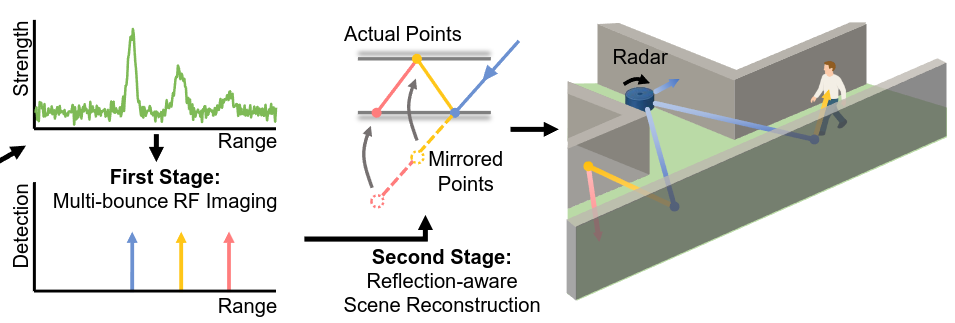 Strength
Range
First Stage:
Multi-bounce RF Imaging
Detection
Range
Actual Points
Mirrored
Points
Second Stage:
Reflection-aware
Scene Reconstruction
Radar